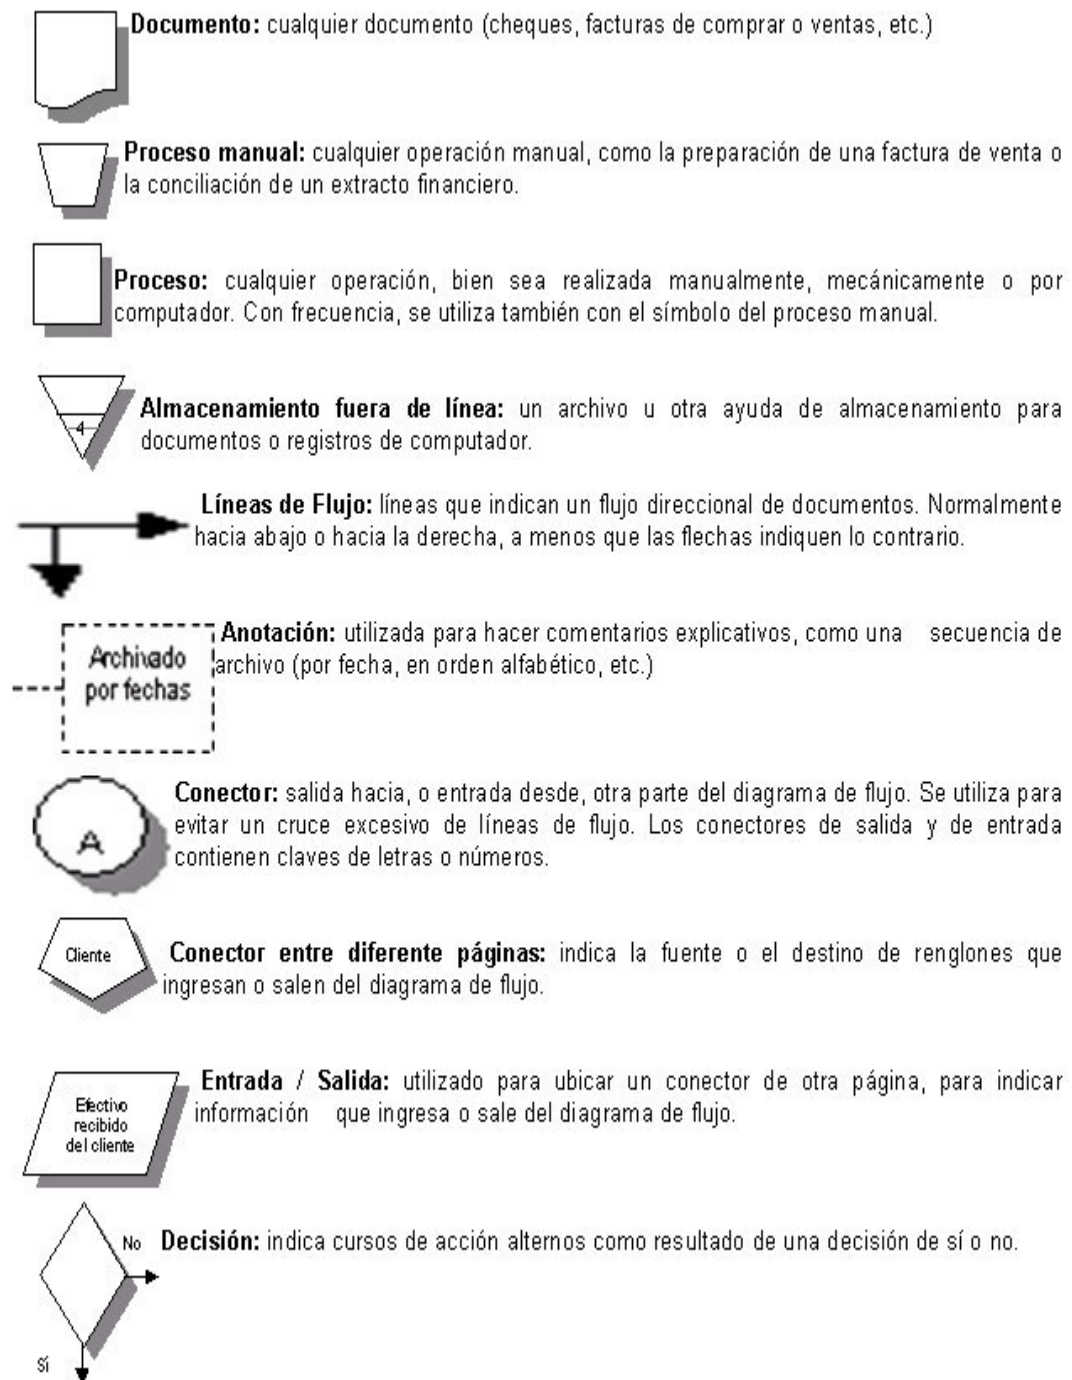 Documento: cualquier documento (cheques, facturas de comprar o ventas, etc.)
Proceso manual: cualquier operación manual, como la preparación de una factura de venta o
la conciliación de un extracto financiero.
Proceso: cualquier operación, bien sea realizada manualmente, mecánicamente o por
computador. Con frecuencia, se utiliza también con el símbolo del proceso manual.
4
Almacenamiento fuera de línea: un archivo u otra ayuda de almacenamiento para
documentos o registros de computador.
Líneas de Flujo: líneas que indican un flujo direccional de documentos. Normalmente
hacia abajo o hacia la derecha, a menos que las flechas indiquen lo contrario.
Archivado
por fechas
Anotación: utilizada para hacer comentarios explicativos, como una secuencia de
archivo (por fecha, en orden alfabético, etc.)
A
Conector: salida hacia, o entrada desde, otra parte del diagrama de flujo. Se utiliza para
evitar un cruce excesivo de líneas de flujo. Los conectores de salida y de entrada
contienen claves de letras o números.
Cliente
Conector entre diferente páginas: indica la fuente o el destino de renglones que
ingresan o salen del diagrama de flujo.
Efectivo
recibido
del cliente
Entrada / Salida: utilizado para ubicar un conector de otra página, para indicar
información que ingresa o sale del diagrama de flujo.
No
Decisión: indica cursos de acción alternos como resultado de una decisión de sí o no.
Sí